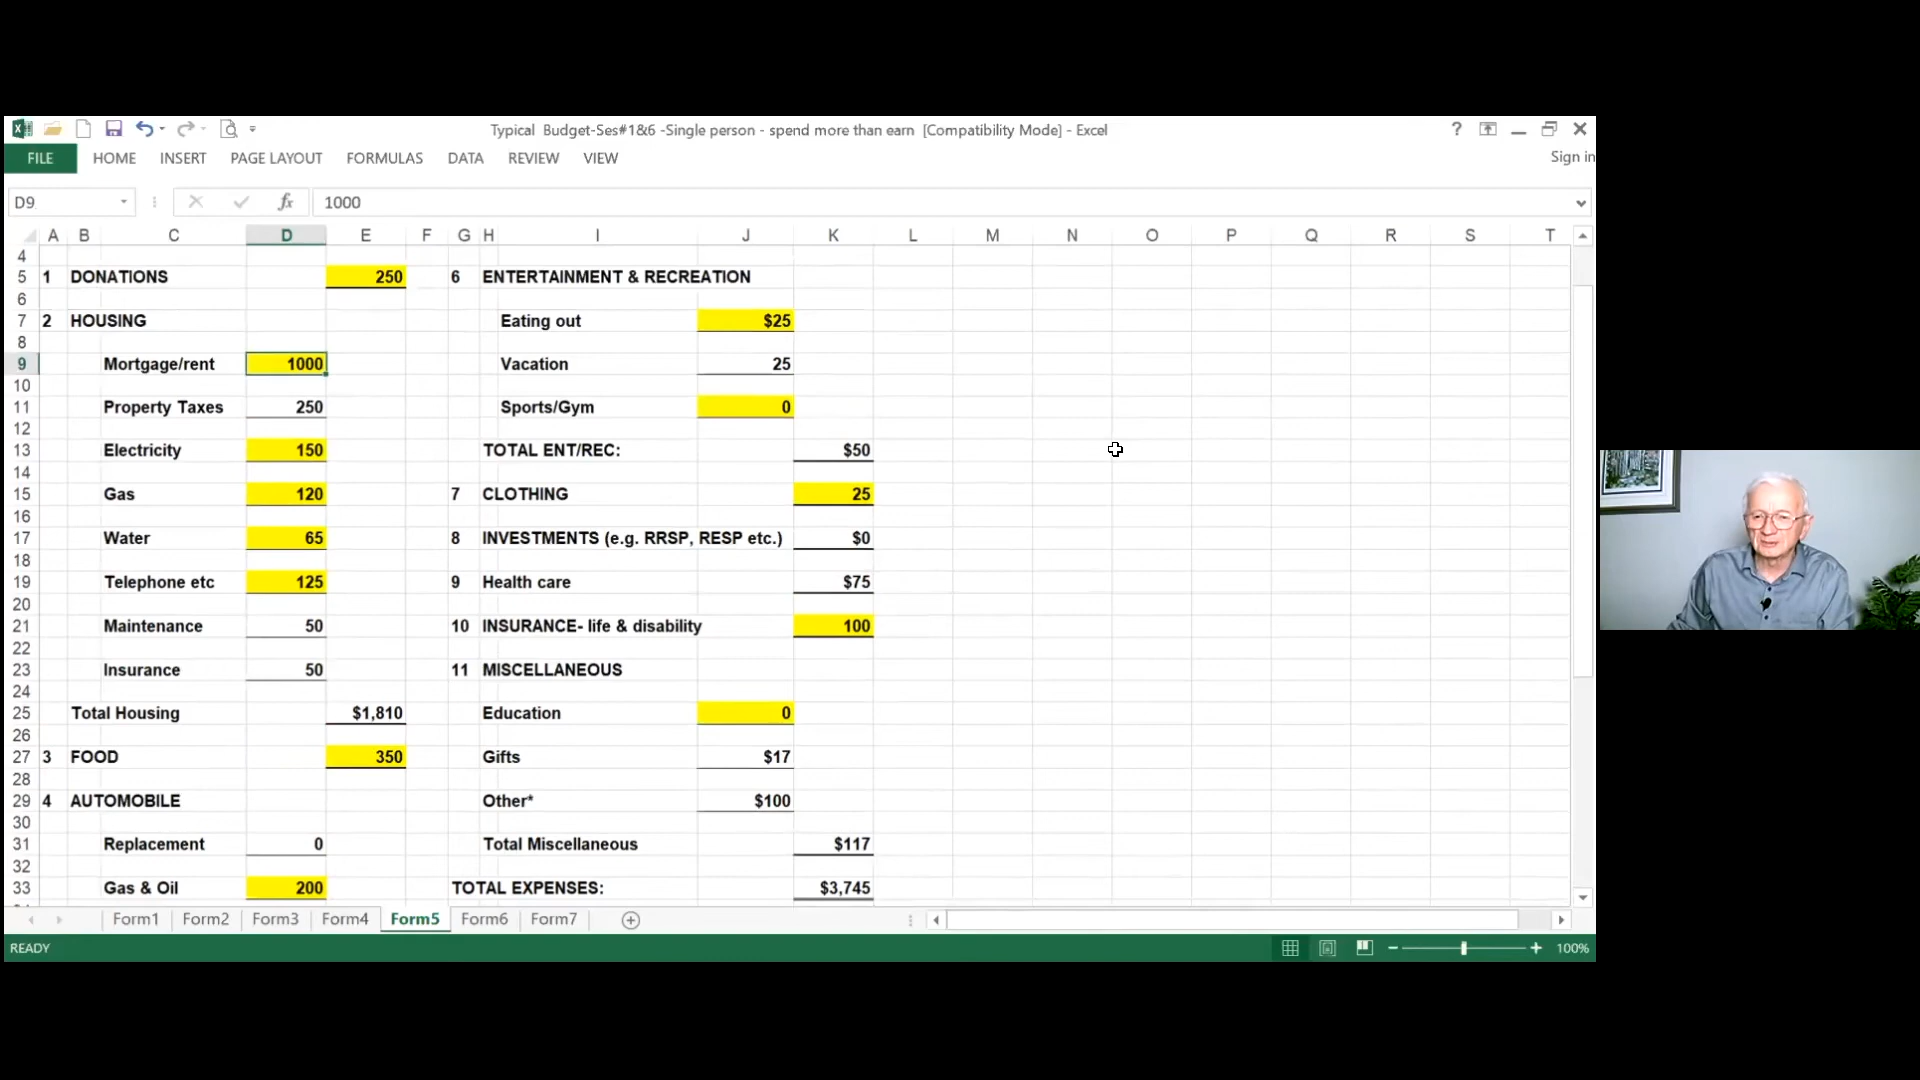 Typical Budget-Ses#1&6 -Single person - spend more than earn [Compatibility Mode] - Excel
?
FILE HOME INSERT PAGE LAYOUT FORMULAS DATA REVIEW VIEW Sign in
D9 fx 1000
A B C D E F G H I J K L M N O P Q R S T
4
5 1 DONATIONS 250 6 ENTERTAINMENT & RECREATION
6
7 2 HOUSING Eating out $25
8
9 Mortgage/rent 1000 Vacation 25
10
11 Property Taxes 250 Sports/Gym 0
12
13 Electricity 150 TOTAL ENT/REC: $50
14
15 Gas 120 7 CLOTHING 25
16
17 Water 65 8 INVESTMENTS (e.g. RRSP, RESP etc.) $0
18
19 Telephone etc 125 9 Health care $75
20
21 Maintenance 50 10 INSURANCE- life & disability 100
22
23 Insurance 50 11 MISCELLANEOUS
24
25 Total Housing $1,810 Education 0
26
27 3 FOOD 350 Gifts $17
28
29 4 AUTOMOBILE Other* $100
30
31 Replacement 0 Total Miscellaneous $117
32
33 Gas & Oil 200 TOTAL EXPENSES: $3,745
Form1 Form2 Form3 Form4 Form5 Form6 Form7
READY 100%